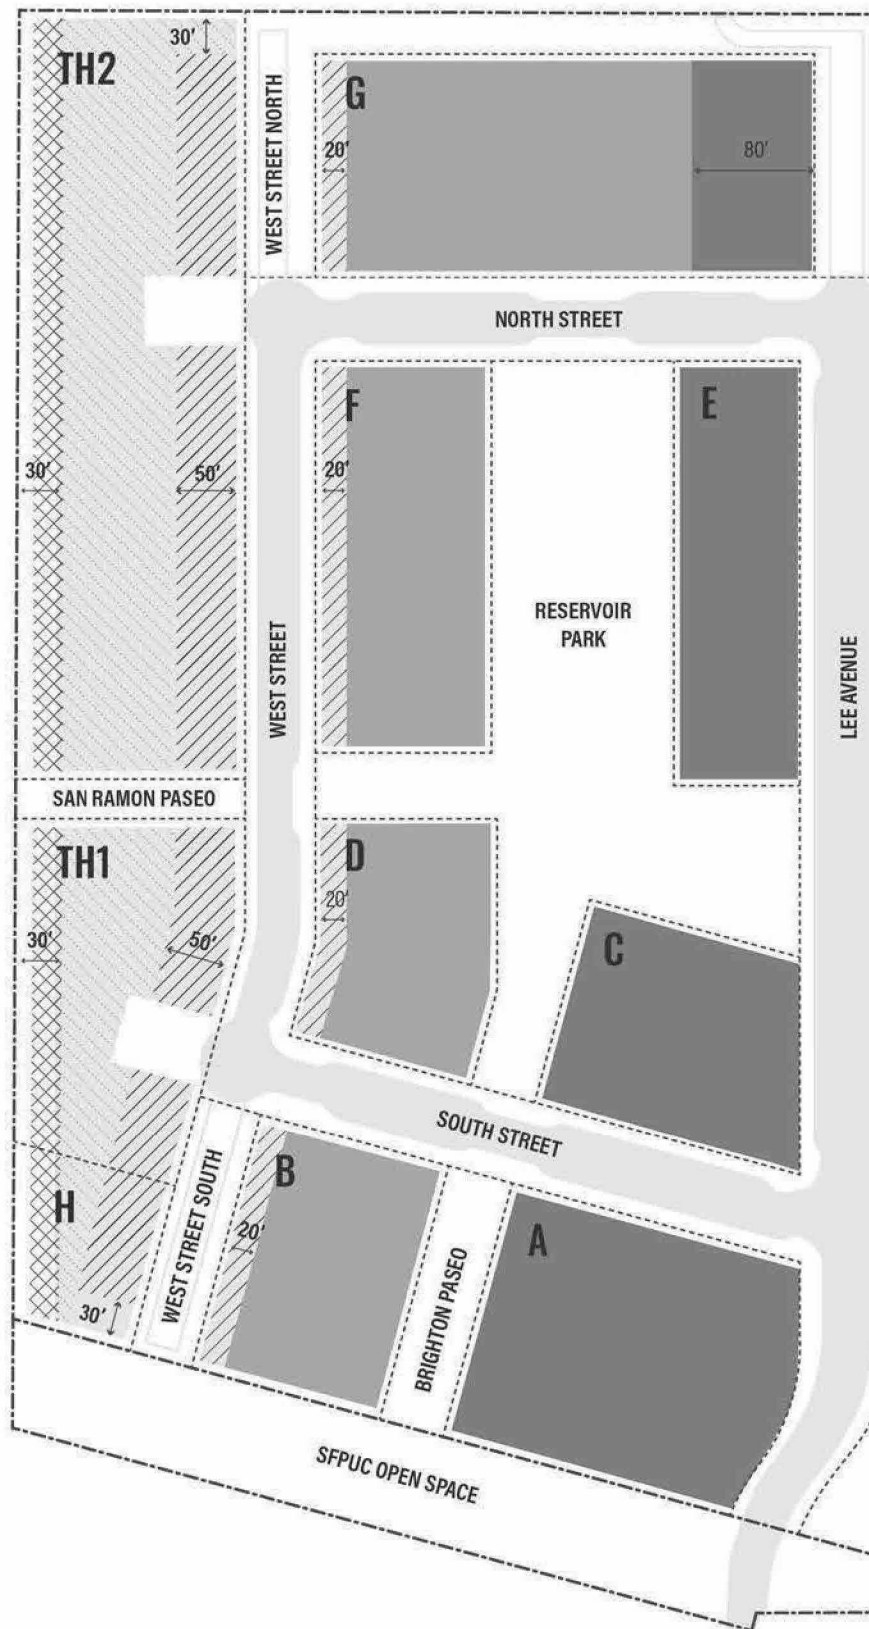 30'
TH2
WEST STREET NORTH
G
20'
80'
NORTH STREET
F
E
30'
50'
20'
RESERVOIR
PARK
WEST STREET
LEE AVENUE
SAN RAMON PASEO
TH1
D
20'
30'
50'
C
SOUTH STREET
H
WEST STREET SOUTH
B
20'
BRIGHTON PASEO
A
30'
SFPUC OPEN SPACE